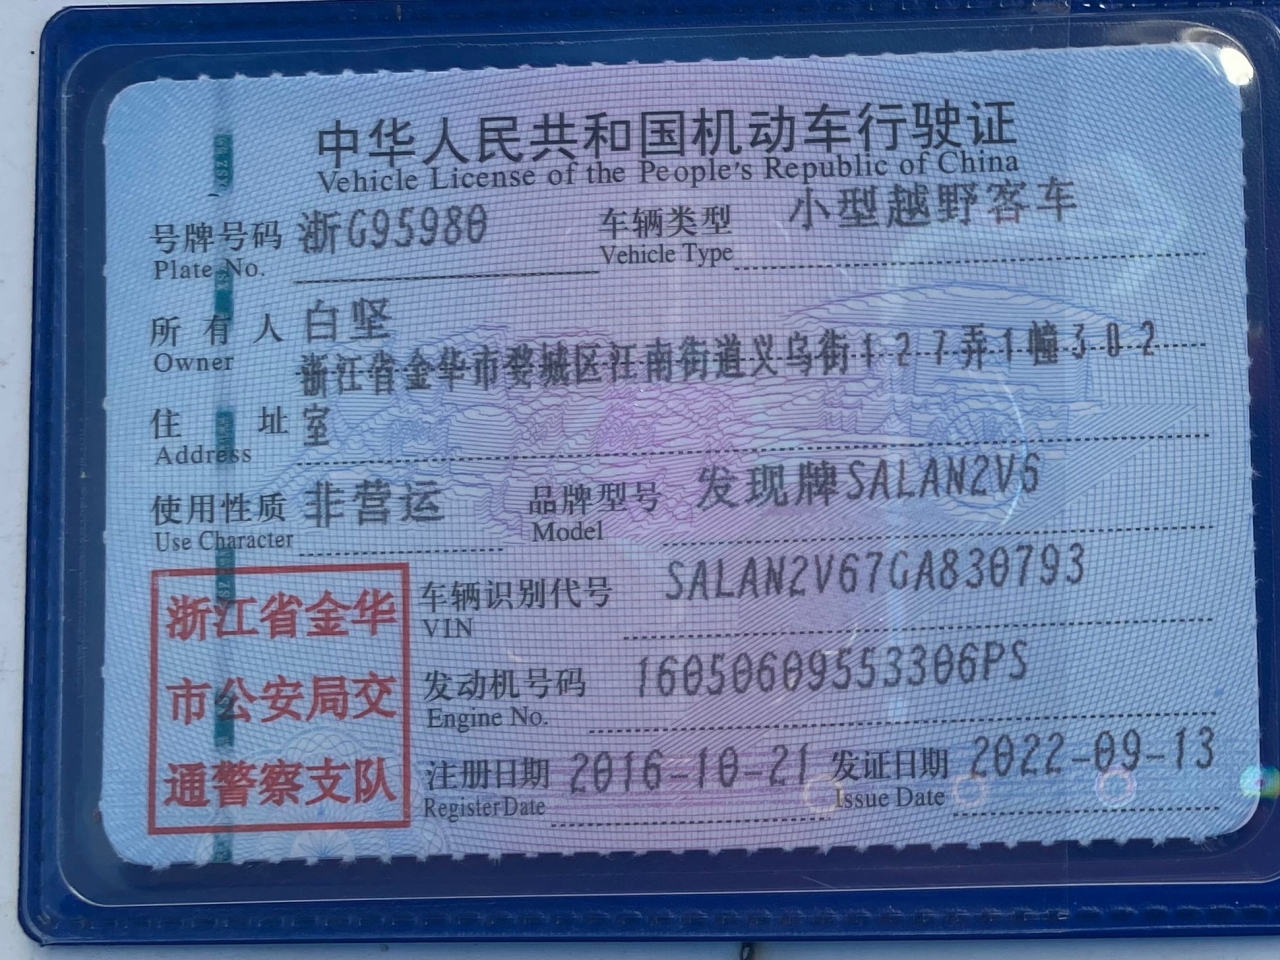 中华人民共和国机动车行驶证
Vehicle License of the People's Republic of China
号牌号码 浙G95980 车辆类型 小型越野客车
Plate No. Vehicle Type
所有人 白坚
Owner
浙江省金华市婺城区江南街道义乌街127弄1幢302
住址 室
Address
使用性质 非营运 品牌型号 发现牌SALAN2V6
Use Character Model
车辆识别代号 SALAN2V67GA830793
VIN
发动机号码 16050609553306PS
Engine No.
注册日期 2016-10-21 发证日期 2022-09-13
Register Date Issue Date
浙江省金华
市公安局交
通警察支队